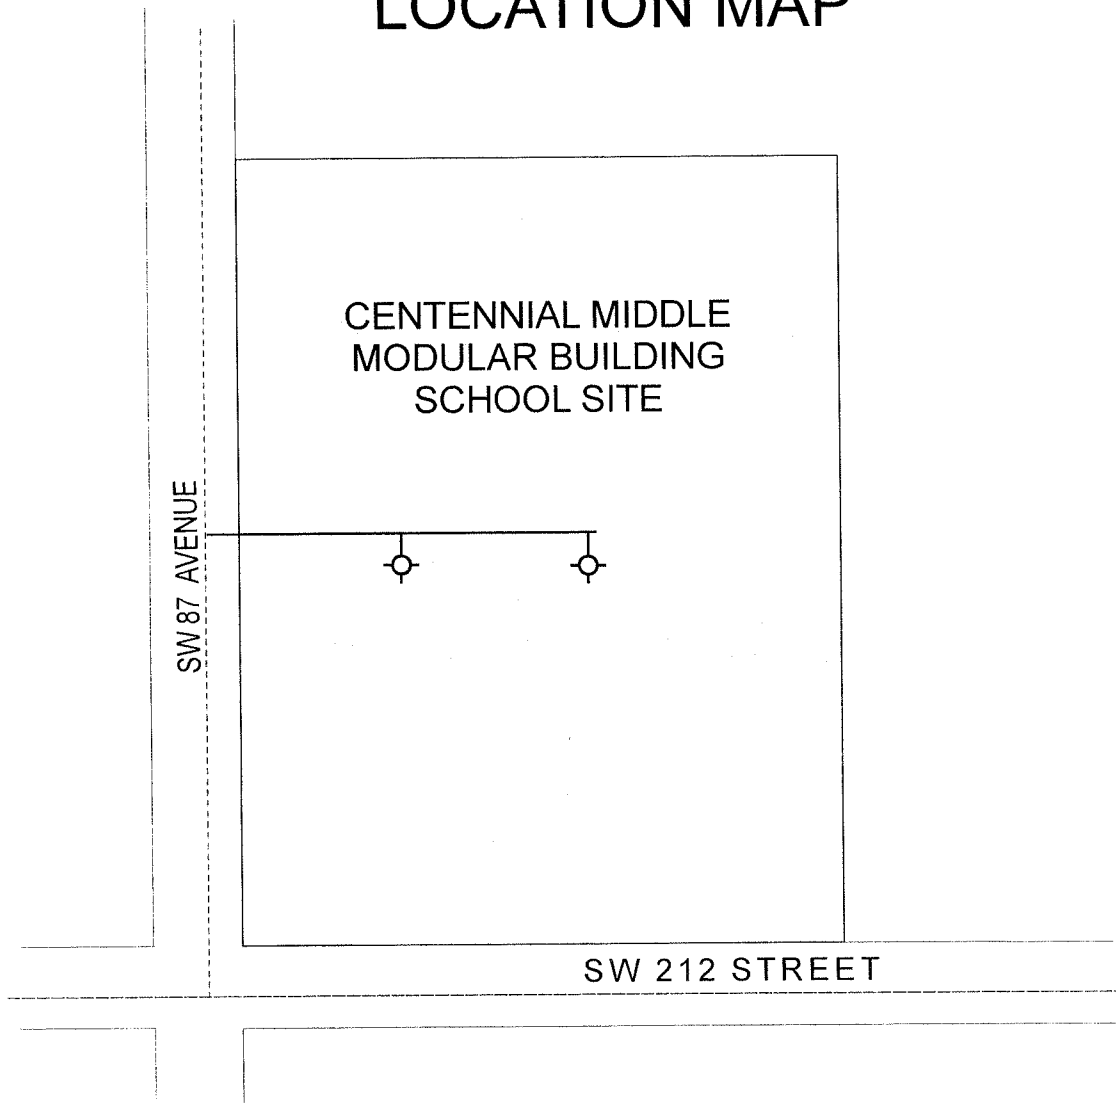 LOCATION MAP
CENTENNIAL MIDDLE
MODULAR BUILDING
SCHOOL SITE
SW 87 AVENUE
SW 212 STREET